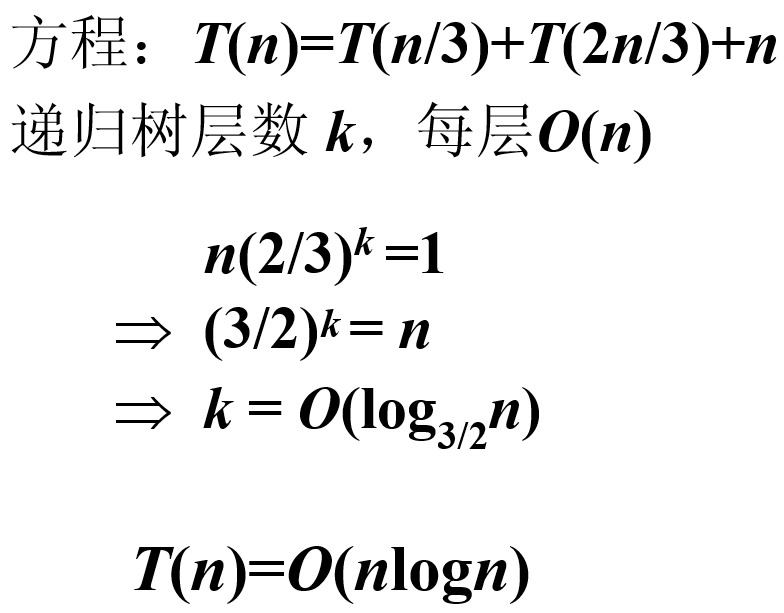 方程：T(n)=T(n/3)+T(2n/3)+n
递归树层数 k，每层O(n)
n(2/3)^k =1
⇒ (3/2)^k = n
⇒ k = O(log_{3/2}n)
T(n)=O(nlogn)